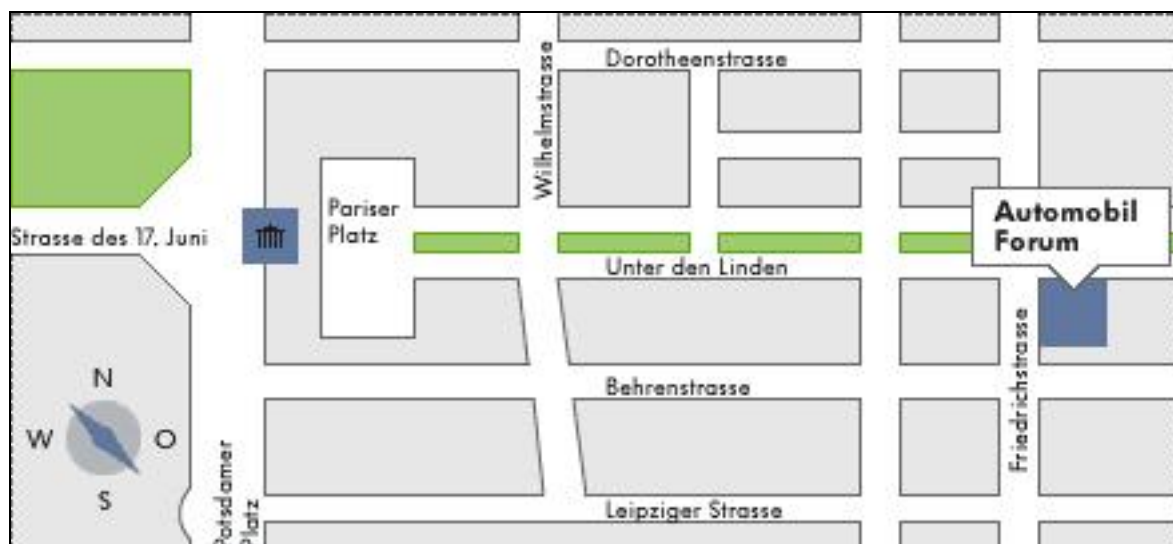 Dorotheenstrasse
Wilhelmstrasse
Pariser
Platz
Automobil
Forum
Strasse des 17. Juni
Unter den Linden
Friedrichstrasse
Behrenstrasse
N
W O
S
Potsdamer
Platz
Leipziger Strasse